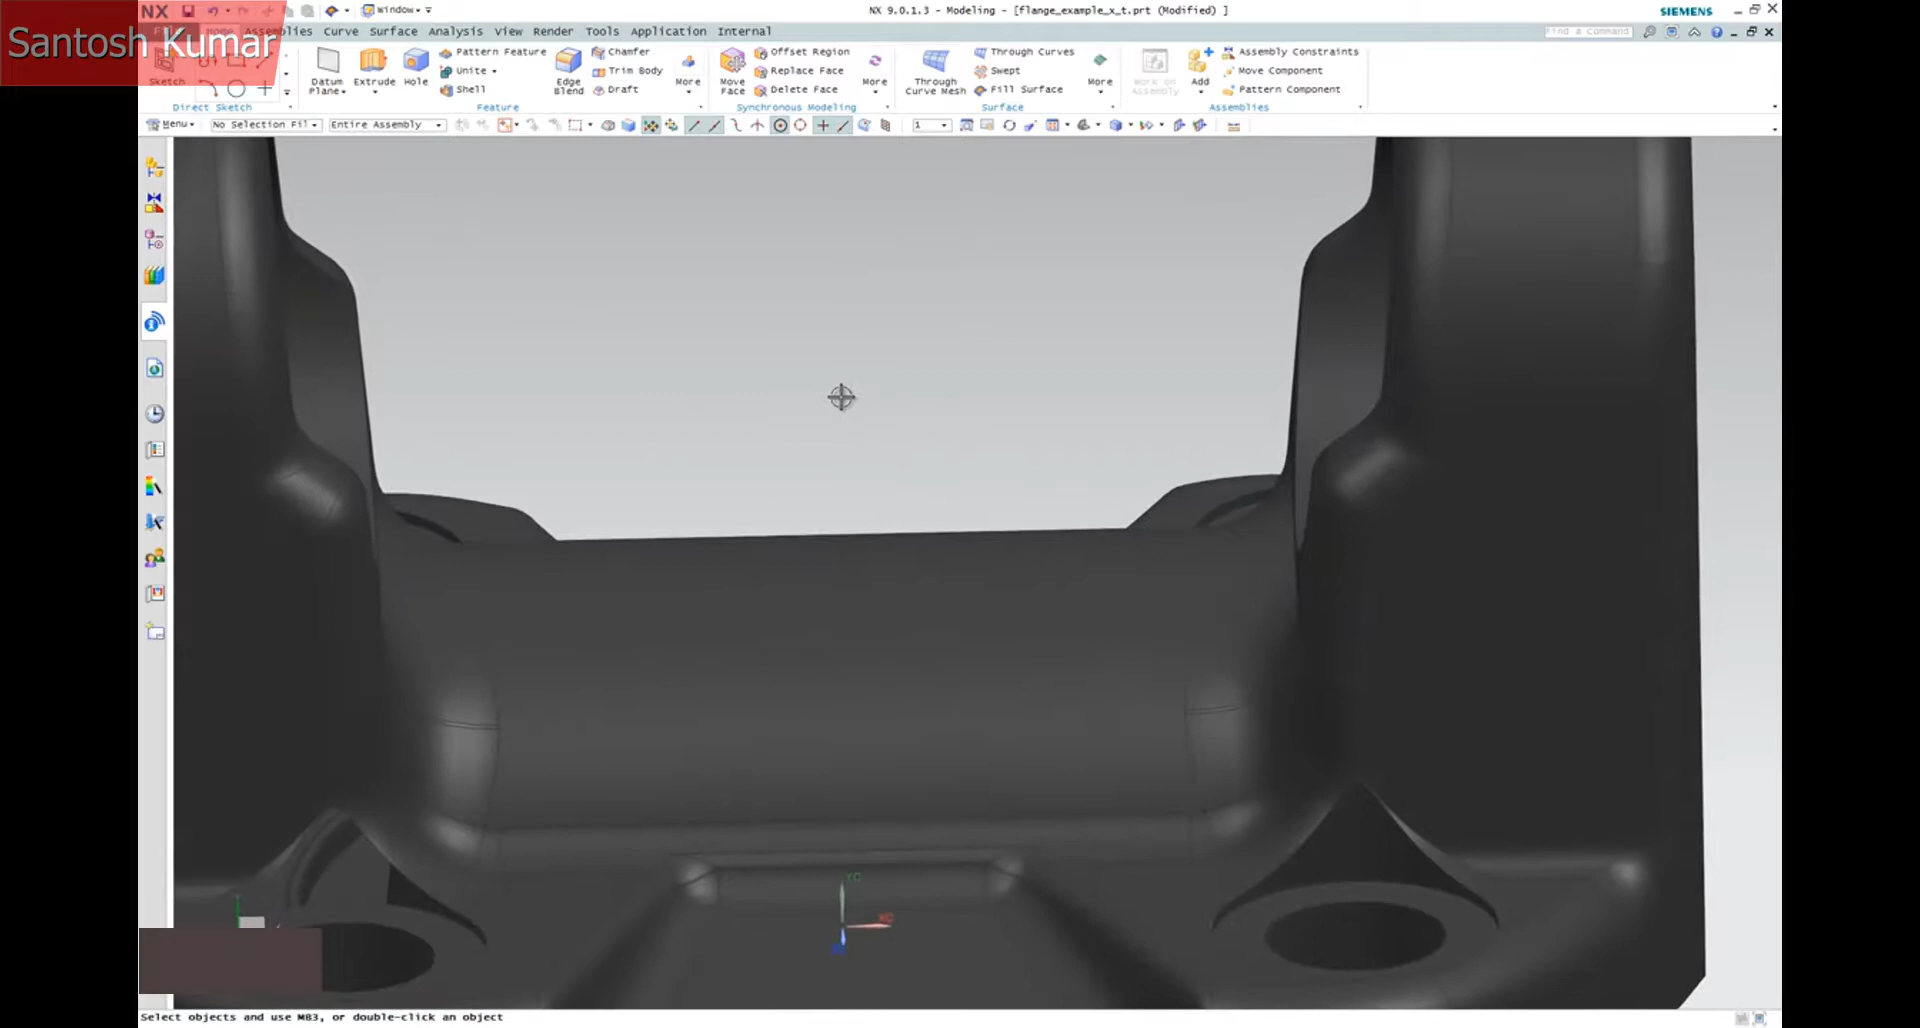 NX Window NX 9.0.1.3 - Modeling - [flange_example_x_t.prt (Modified) ] SIEMENS
Santosh Kumar
Assemblies Curve Surface Analysis View Render Tools Application Internal Find a Command
Pattern Feature Chamfer Offset Region Through Curves Assembly Constraints
Unite Trim Body Replace Face Swept Move Component
Shell Draft Delete Face Fill Surface Pattern Component
Sketch Datum Plane Extrude Hole Edge Blend More Move Face More Through Curve Mesh More Work on Assembly Add
Direct Sketch Feature Synchronous Modeling Surface Assemblies
Menu No Selection Fil Entire Assembly 1
YC
XC
Select objects and use MB3, or double-click an object